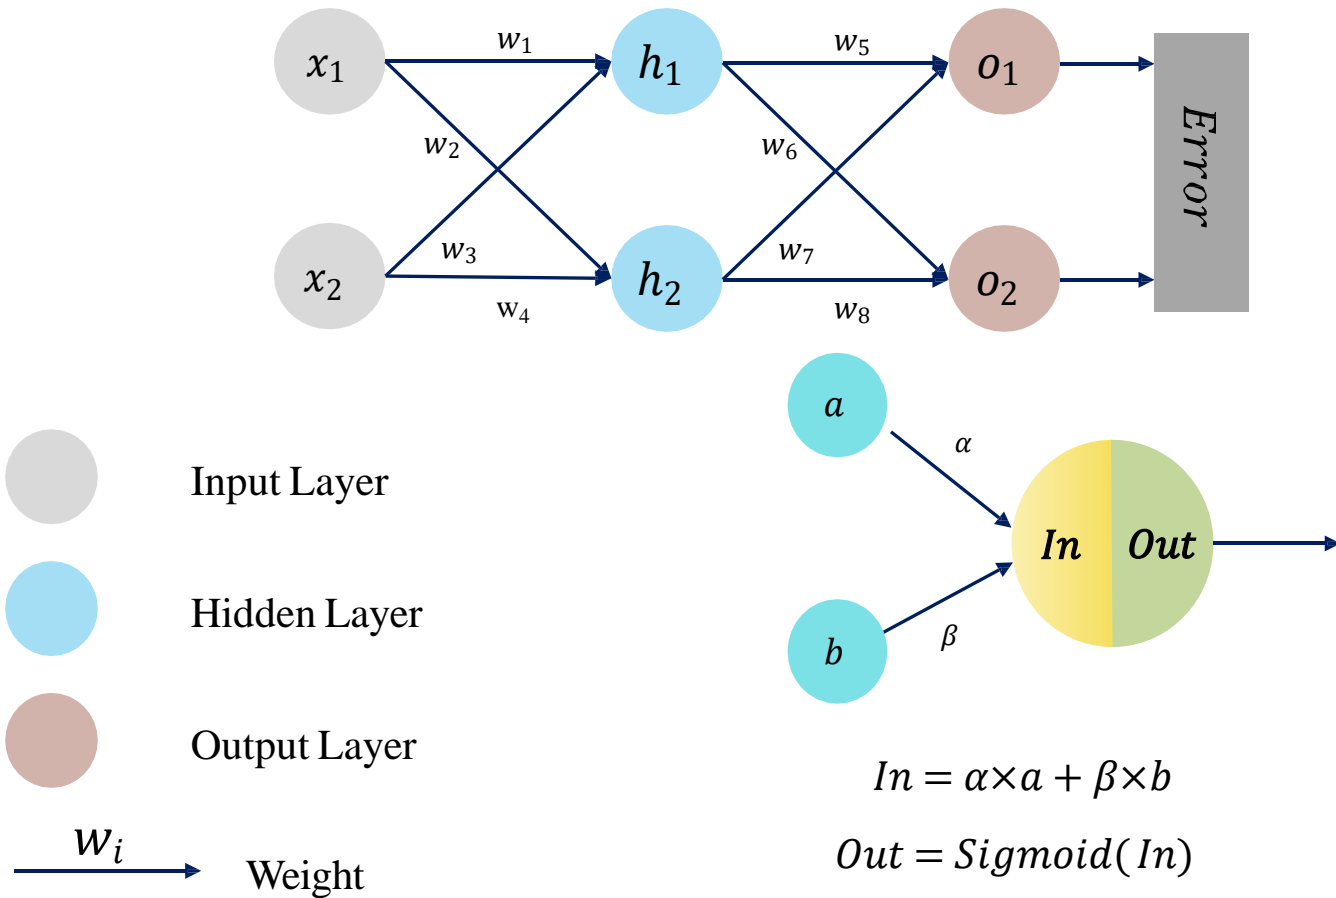 x₁
w₁
h₁
w₅
o₁
Error
w₂
w₆
x₂
w₃
w₄
h₂
w₇
w₈
o₂
a
α
Input Layer
In
Out
Hidden Layer
b
β
Output Layer
In = α×a + β×b
wᵢ
Weight
Out = Sigmoid( In)